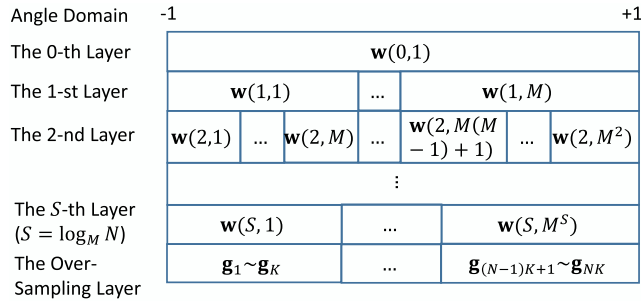 Angle Domain -1 +1
The 0-th Layer w(0,1)
The 1-st Layer w(1,1) ... w(1, M)
The 2-nd Layer w(2,1) ... w(2, M) ... w(2, M(M − 1) + 1) ... w(2, M²)
⋮
The S-th Layer
(S = log_M N) w(S, 1) ... w(S, M^S)
The Over-
Sampling Layer g₁~g_K ... g_{(N−1)K+1}~g_{NK}